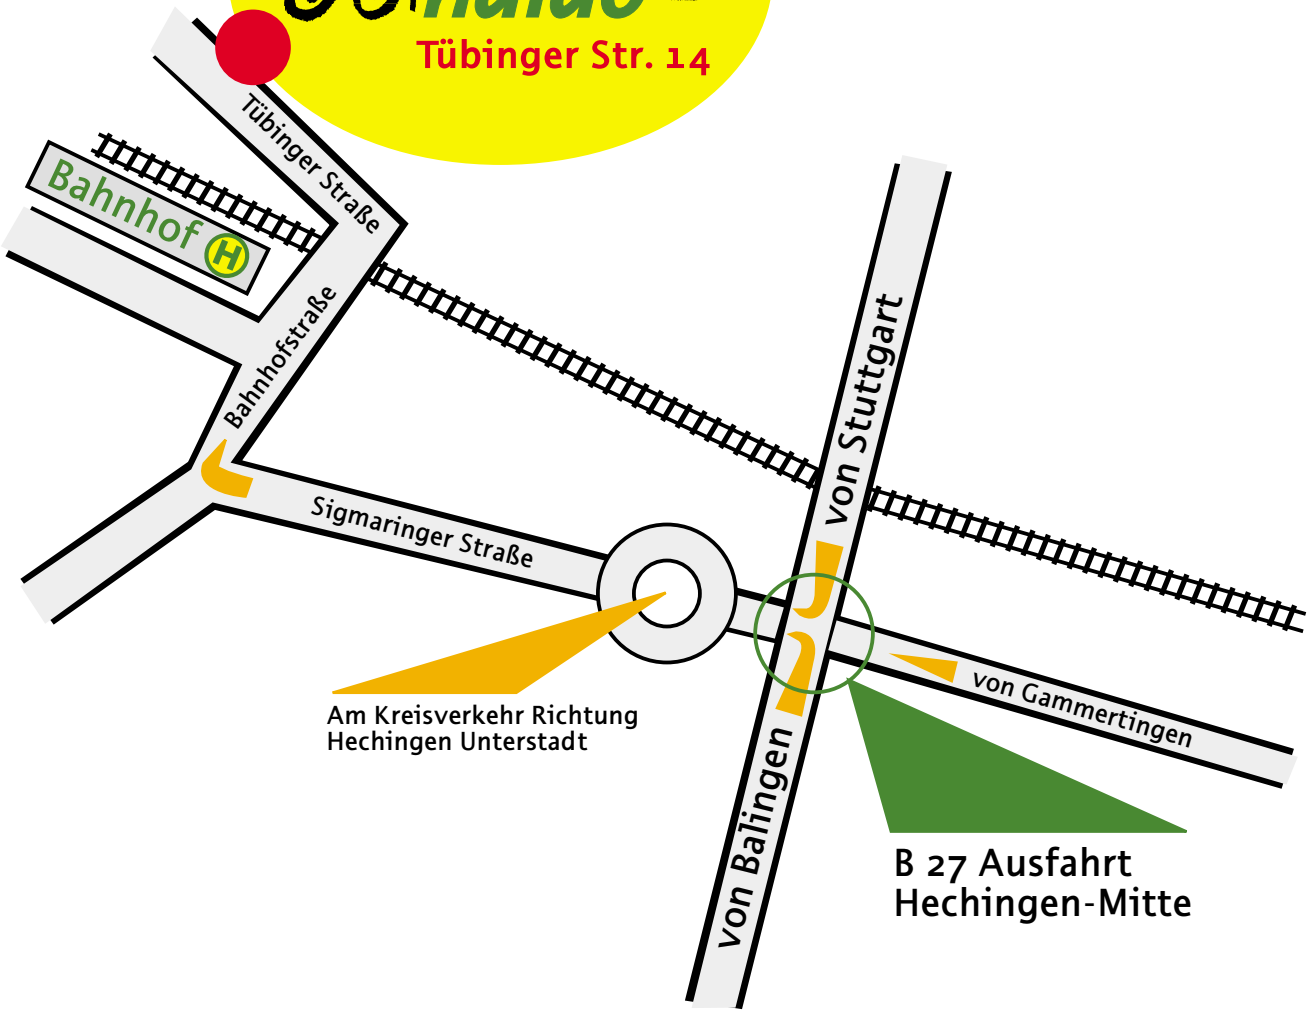 naldo
Tübinger Str. 14
Tübinger Straße
Bahnhof H
Bahnhofstraße
von Stuttgart
Sigmaringer Straße
von Gammertingen
Am Kreisverkehr Richtung
Hechingen Unterstadt
von Balingen
B 27 Ausfahrt
Hechingen-Mitte